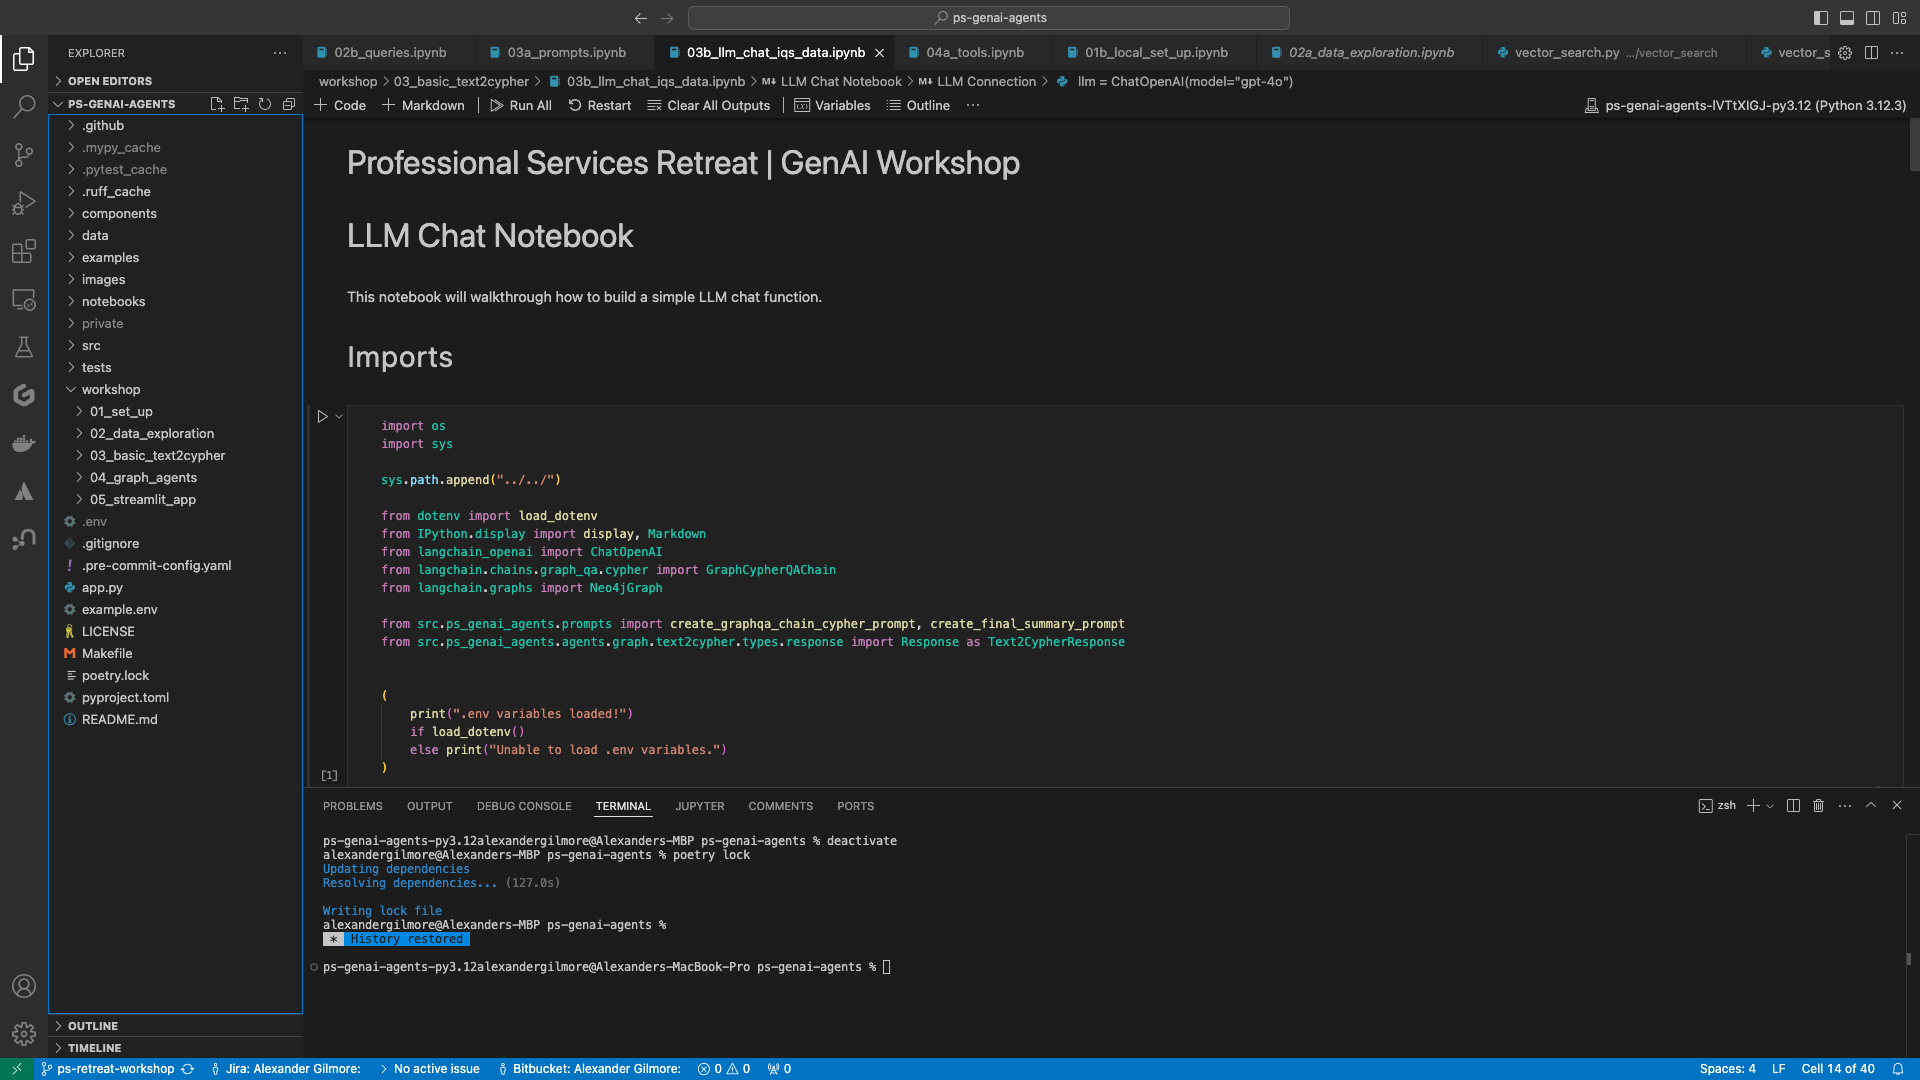 ps-genai-agents
EXPLORER
OPEN EDITORS
PS-GENAI-AGENTS
.github
.mypy_cache
.pytest_cache
.ruff_cache
components
data
examples
images
notebooks
private
src
tests
workshop
01_set_up
02_data_exploration
03_basic_text2cypher
04_graph_agents
05_streamlit_app
.env
.gitignore
.pre-commit-config.yaml
app.py
example.env
LICENSE
Makefile
poetry.lock
pyproject.toml
README.md
OUTLINE
TIMELINE
02b_queries.ipynb 03a_prompts.ipynb 03b_llm_chat_iqs_data.ipynb 04a_tools.ipynb 01b_local_set_up.ipynb 02a_data_exploration.ipynb vector_search.py .../vector_search vector_s
workshop > 03_basic_text2cypher > 03b_llm_chat_iqs_data.ipynb > M↓ LLM Chat Notebook > M↓ LLM Connection > llm = ChatOpenAI(model="gpt-4o")
+ Code + Markdown | Run All Restart Clear All Outputs | Variables Outline ... ps-genai-agents-IVTtXIGJ-py3.12 (Python 3.12.3)
Professional Services Retreat | GenAI Workshop
LLM Chat Notebook
This notebook will walkthrough how to build a simple LLM chat function.
Imports
import os
import sys
sys.path.append("../../")
from dotenv import load_dotenv
from IPython.display import display, Markdown
from langchain_openai import ChatOpenAI
from langchain.chains.graph_qa.cypher import GraphCypherQAChain
from langchain.graphs import Neo4jGraph
from src.ps_genai_agents.prompts import create_graphqa_chain_cypher_prompt, create_final_summary_prompt
from src.ps_genai_agents.agents.graph.text2cypher.types.response import Response as Text2CypherResponse
(
print(".env variables loaded!")
if load_dotenv()
else print("Unable to load .env variables.")
)
[1]
PROBLEMS OUTPUT DEBUG CONSOLE TERMINAL JUPYTER COMMENTS PORTS zsh
ps-genai-agents-py3.12alexandergilmore@Alexanders-MBP ps-genai-agents % deactivate
alexandergilmore@Alexanders-MBP ps-genai-agents % poetry lock
Updating dependencies
Resolving dependencies... (127.0s)
Writing lock file
alexandergilmore@Alexanders-MBP ps-genai-agents %
* History restored
ps-genai-agents-py3.12alexandergilmore@Alexanders-MacBook-Pro ps-genai-agents %
ps-retreat-workshop Jira: Alexander Gilmore: > No active issue Bitbucket: Alexander Gilmore: 0 0 0 Spaces: 4 LF Cell 14 of 40